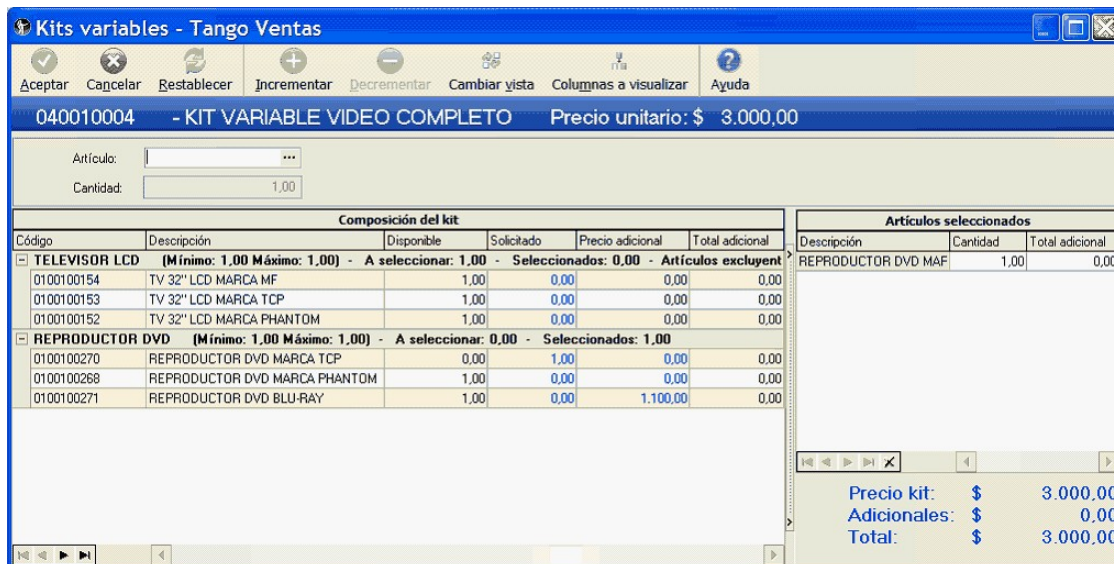 Kits variables - Tango Ventas
Aceptar Cancelar Restablecer Incrementar Decrementar Cambiar vista Columnas a visualizar Ayuda
040010004 - KIT VARIABLE VIDEO COMPLETO Precio unitario: $ 3.000,00
Artículo: ...
Cantidad: 1,00
Composición del kit
Código Descripción Disponible Solicitado Precio adicional Total adicional
TELEVISOR LCD (Mínimo: 1,00 Máximo: 1,00) - A seleccionar: 1,00 - Seleccionados: 0,00 - Artículos excluyent
0100100154 TV 32" LCD MARCA MF 1,00 0,00 0,00 0,00
0100100153 TV 32" LCD MARCA TCP 1,00 0,00 0,00 0,00
0100100152 TV 32" LCD MARCA PHANTOM 1,00 0,00 0,00 0,00
REPRODUCTOR DVD (Mínimo: 1,00 Máximo: 1,00) - A seleccionar: 0,00 - Seleccionados: 1,00
0100100270 REPRODUCTOR DVD MARCA TCP 0,00 1,00 0,00 0,00
0100100268 REPRODUCTOR DVD MARCA PHANTOM 1,00 0,00 0,00 0,00
0100100271 REPRODUCTOR DVD BLU-RAY 1,00 0,00 1.100,00 0,00
Artículos seleccionados
Descripción Cantidad Total adicional
REPRODUCTOR DVD MAF 1,00 0,00
Precio kit: $ 3.000,00
Adicionales: $ 0,00
Total: $ 3.000,00